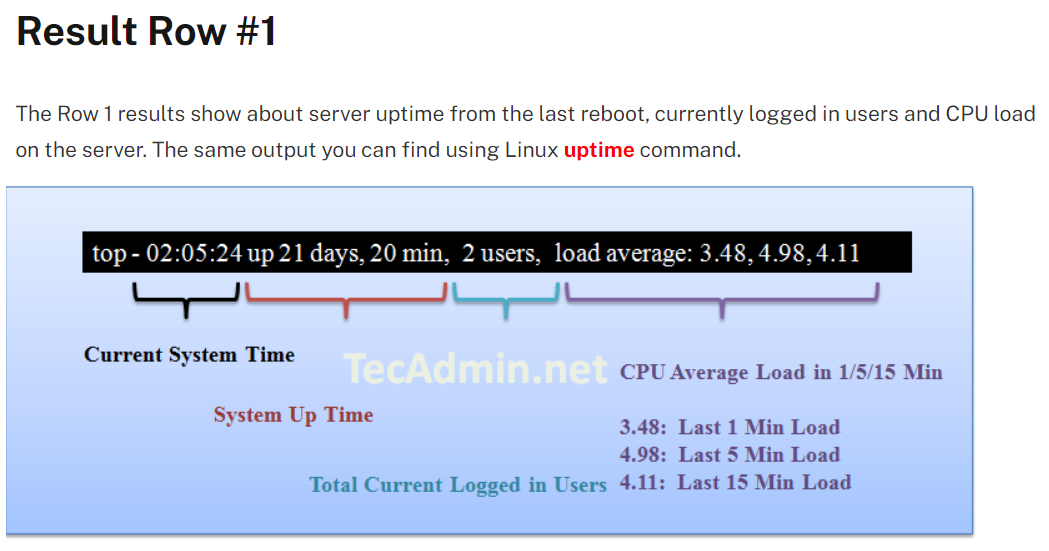 Result Row #1
The Row 1 results show about server uptime from the last reboot, currently logged in users and CPU load
on the server. The same output you can find using Linux uptime command.
top - 02:05:24 up 21 days, 20 min,  2 users,  load average: 3.48, 4.98, 4.11
Current System Time
TecAdmin.net
CPU Average Load in 1/5/15 Min
System Up Time
3.48:  Last 1 Min Load
4.98:  Last 5 Min Load
Total Current Logged in Users
4.11:  Last 15 Min Load